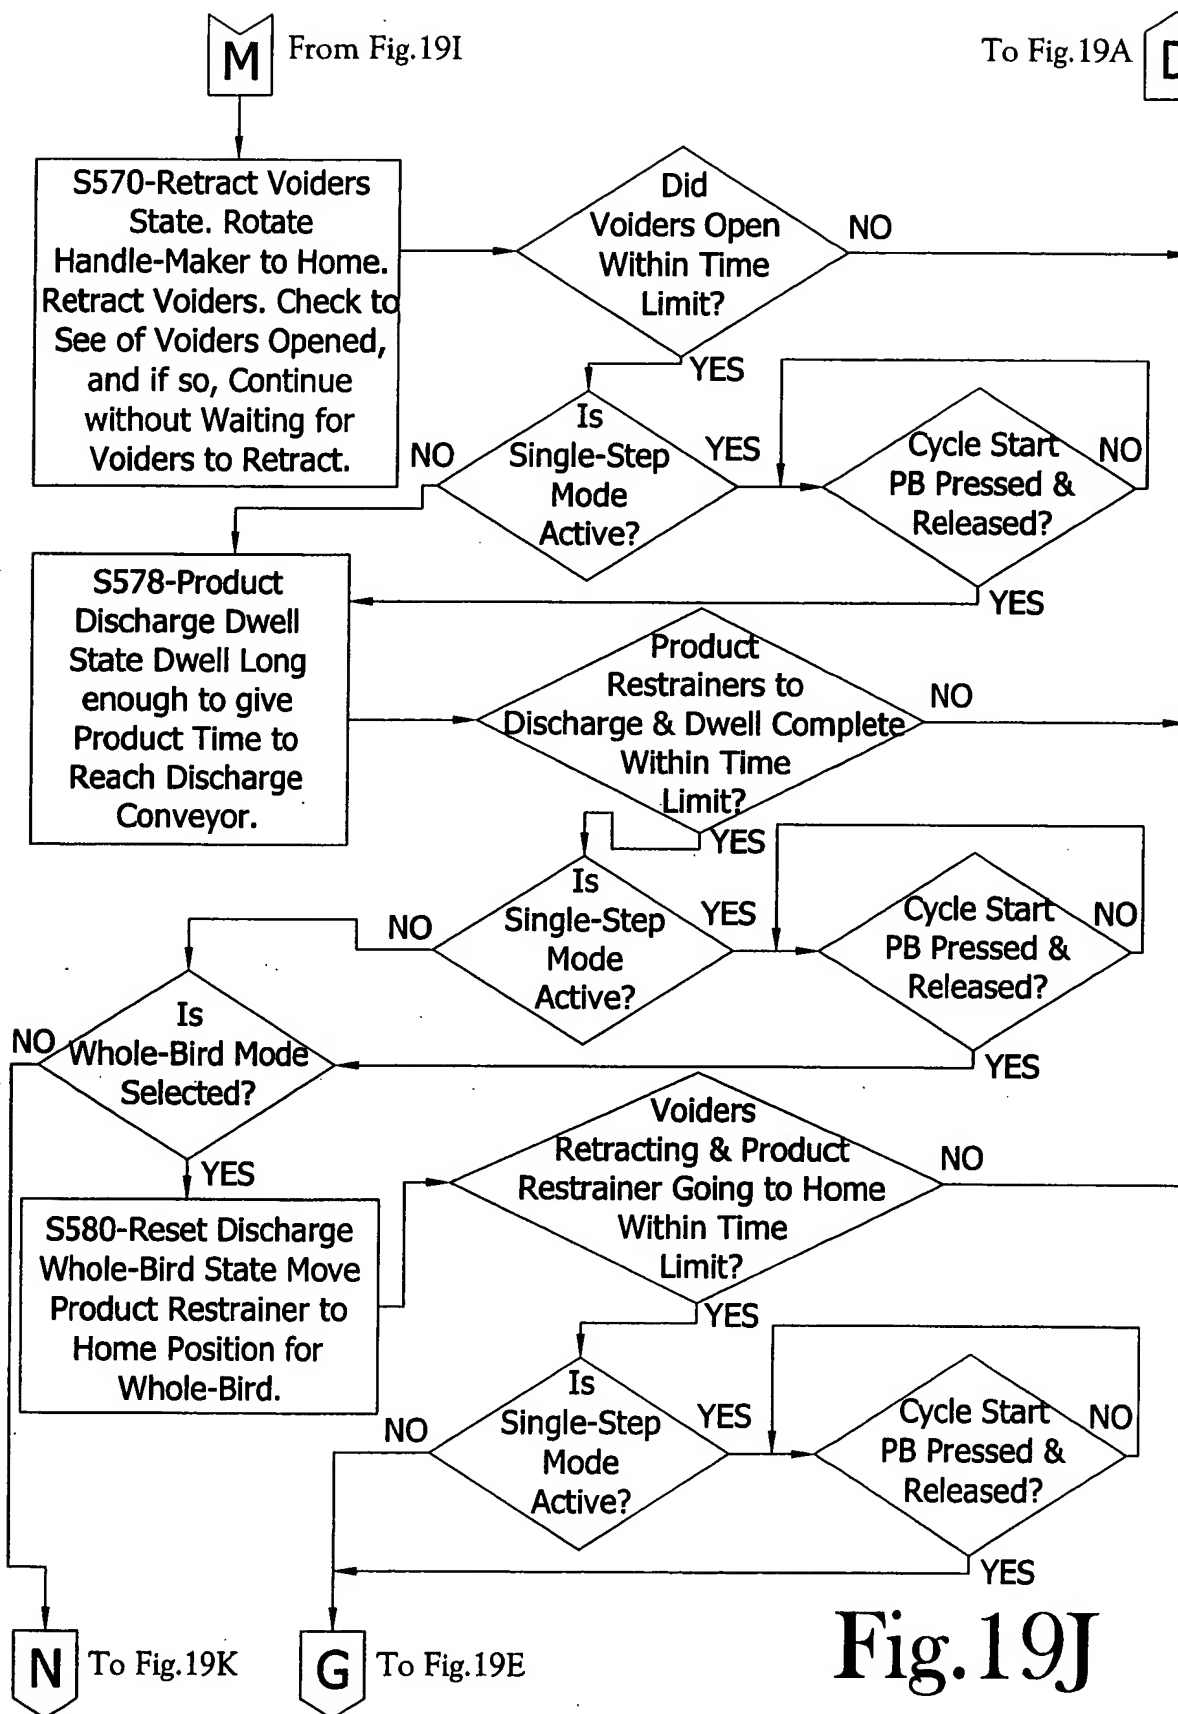 M From Fig.19I
To Fig.19A
S570-Retract Voiders
State. Rotate
Handle-Maker to Home.
Retract Voiders. Check to
See of Voiders Opened,
and if so, Continue
without Waiting for
Voiders to Retract.
Did
Voiders Open
Within Time
Limit?
NO
YES
Is
Single-Step
Mode
Active?
NO
YES
Cycle Start
PB Pressed &
Released?
NO
YES
S578-Product
Discharge Dwell
State Dwell Long
enough to give
Product Time to
Reach Discharge
Conveyor.
Product
Restrainers to
Discharge & Dwell Complete
Within Time
Limit?
NO
YES
Is
Single-Step
Mode
Active?
NO
YES
Cycle Start
PB Pressed &
Released?
NO
YES
Is
Whole-Bird Mode
Selected?
NO
YES
S580-Reset Discharge
Whole-Bird State Move
Product Restrainer to
Home Position for
Whole-Bird.
Voiders
Retracting & Product
Restrainer Going to Home
Within Time
Limit?
NO
YES
Is
Single-Step
Mode
Active?
NO
YES
Cycle Start
PB Pressed &
Released?
NO
YES
N To Fig.19K
G To Fig.19E
Fig.19J